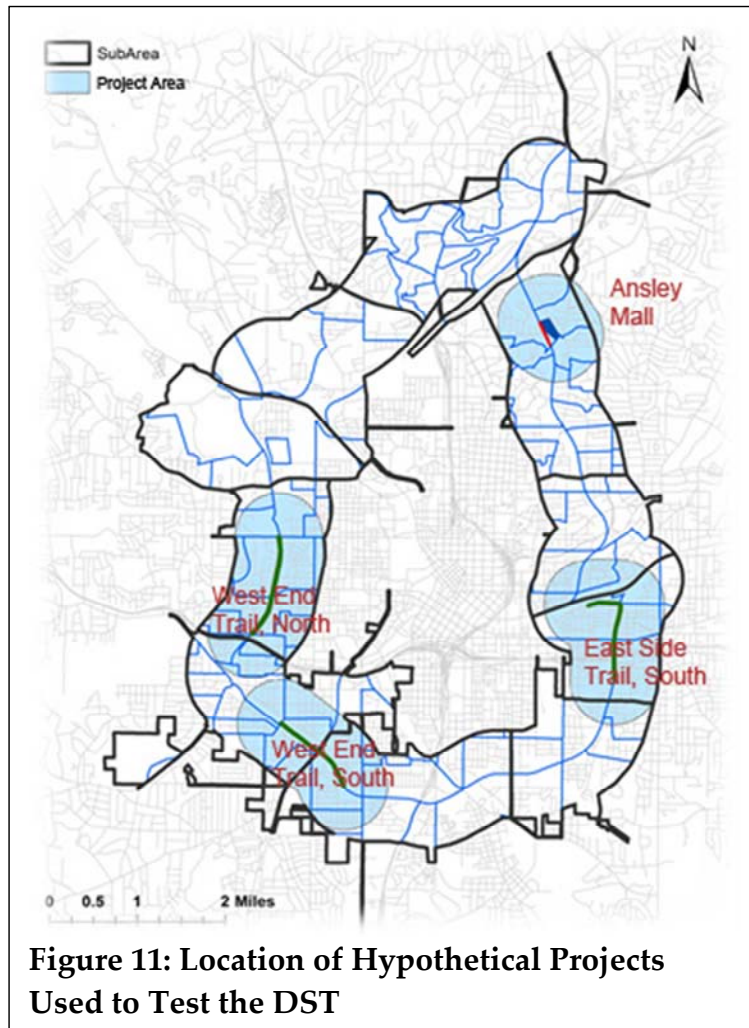 SubArea
Project Area
N
Ansley
Mall
West End
Trail, North
East Side
Trail, South
West End
Trail, South
0 0.5 1 2 Miles
Figure 11: Location of Hypothetical Projects
Used to Test the DST